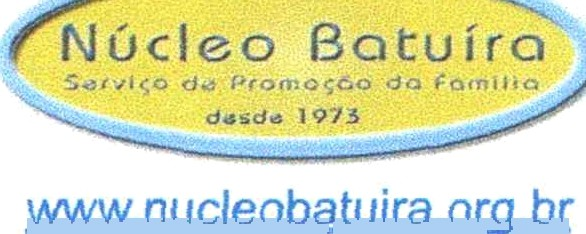 Núcleo Batuíra
Serviço de Promoção da Família
desde 1973
www.nucleobatuira.org.br